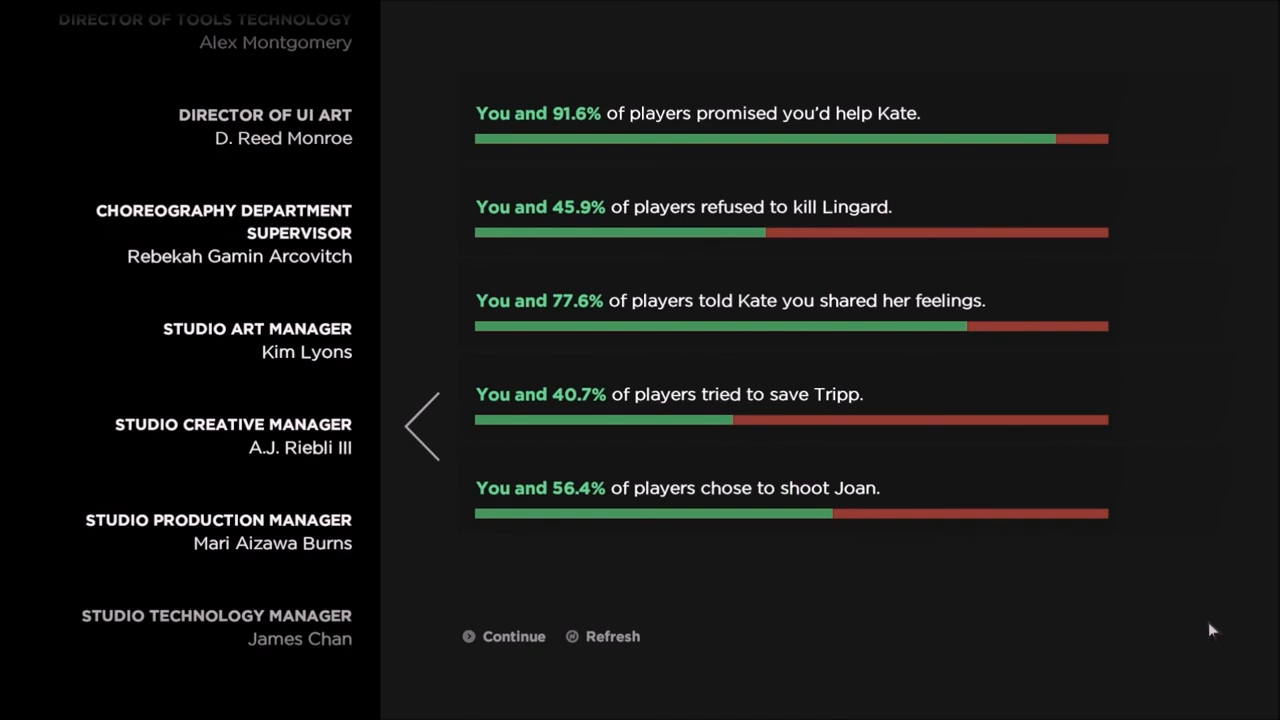 DIRECTOR OF TOOLS TECHNOLOGY
Alex Montgomery
DIRECTOR OF UI ART
D. Reed Monroe
CHOREOGRAPHY DEPARTMENT
SUPERVISOR
Rebekah Gamin Arcovitch
STUDIO ART MANAGER
Kim Lyons
STUDIO CREATIVE MANAGER
A.J. Riebli III
STUDIO PRODUCTION MANAGER
Mari Aizawa Burns
STUDIO TECHNOLOGY MANAGER
James Chan
You and 91.6% of players promised you’d help Kate.
You and 45.9% of players refused to kill Lingard.
You and 77.6% of players told Kate you shared her feelings.
You and 40.7% of players tried to save Tripp.
You and 56.4% of players chose to shoot Joan.
Continue Refresh